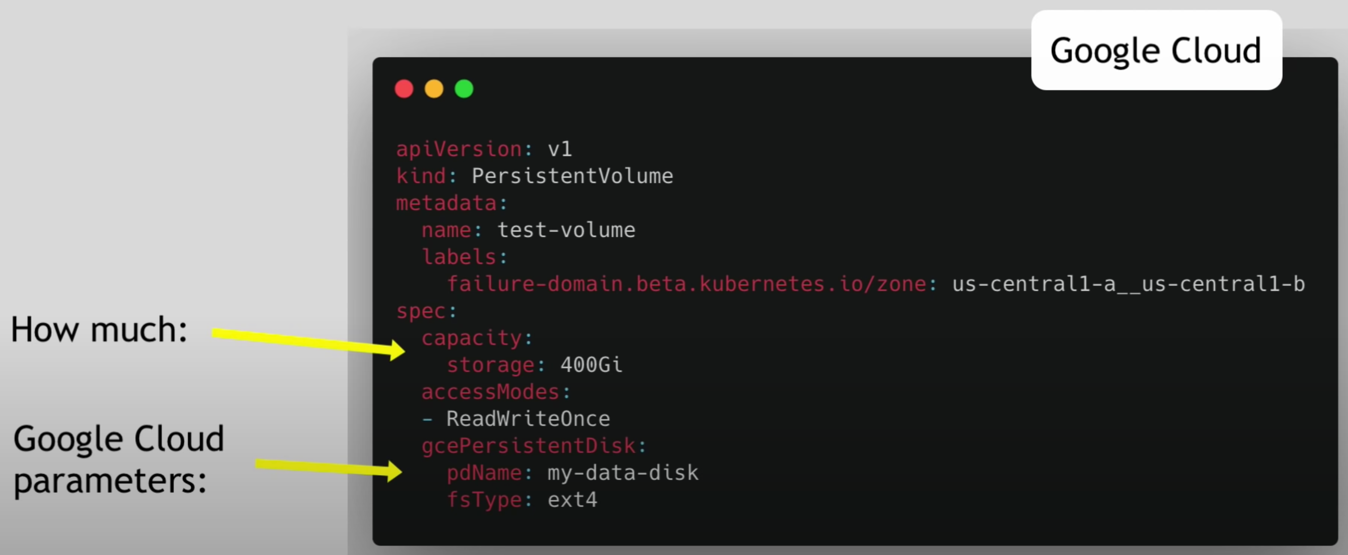 Google Cloud
apiVersion: v1
kind: PersistentVolume
metadata:
  name: test-volume
  labels:
    failure-domain.beta.kubernetes.io/zone: us-central1-a__us-central1-b
spec:
How much:
  capacity:
    storage: 400Gi
  accessModes:
  - ReadWriteOnce
Google Cloud
parameters:
  gcePersistentDisk:
    pdName: my-data-disk
    fsType: ext4